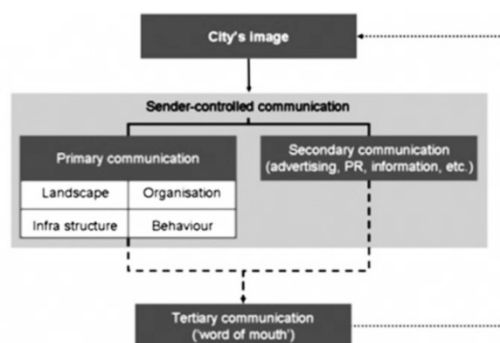 City's image
Sender-controlled communication
Primary communication
Landscape
Organisation
Infra structure
Behaviour
Secondary communication
(advertising, PR, information, etc.)
Tertiary communication
('word of mouth')